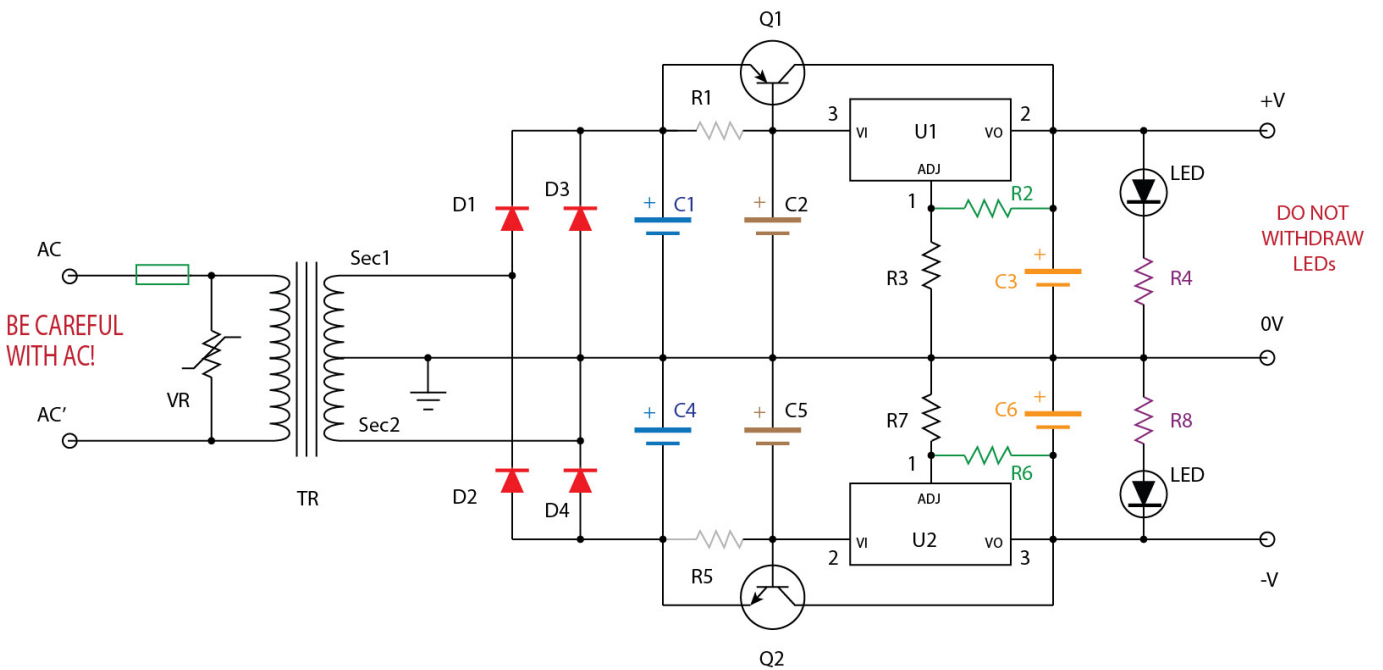 Q1
R1
3
VI
U1
VO
2
+V
ADJ
D1
D3
+
C1
+
C2
1
R2
LED
DO NOT
WITHDRAW
LEDs
AC
Sec1
R3
+
C3
R4
BE CAREFUL
WITH AC!
0V
VR
AC’
Sec2
+
C4
+
C5
R7
+
C6
R8
1
R6
TR
D2
D4
ADJ
LED
R5
2
VI
U2
VO
3
-V
Q2